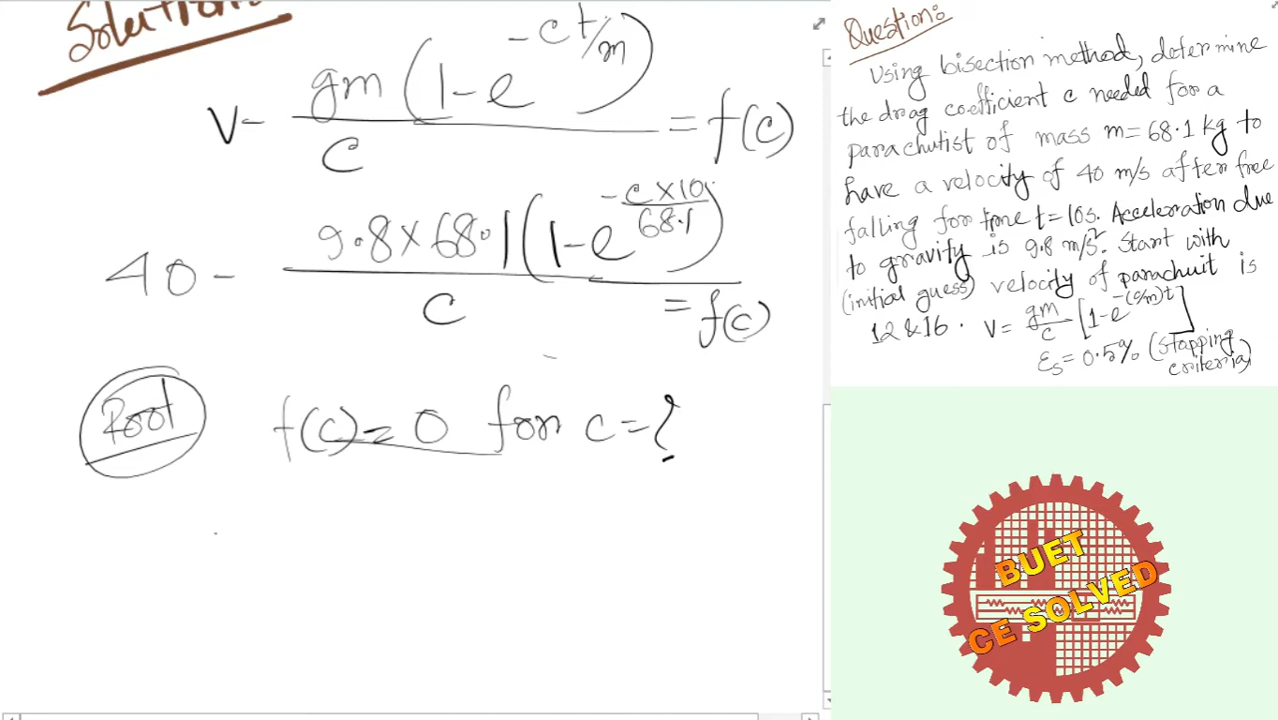 Solution:
V - gm(1-e^{-ct/m})/c = f(c)
40 - 9.8×68.1(1-e^{-c×10/68.1})/c = f(c)
Root f(c)=0 for c=?
Question:
Using bisection method, determine
the drag coefficient c needed for a
parachutist of mass m=68.1 kg to
have a velocity of 40 m/s after free
falling for time t=10s. Acceleration due
to gravity is 9.8 m/s². Start with
(initial guess) velocity of parachuit is
12 & 16. V = gm/c [1-e^{-(c/m)t}]
εs = 0.5% (stopping
criteria)
BUET
CE SOLVED